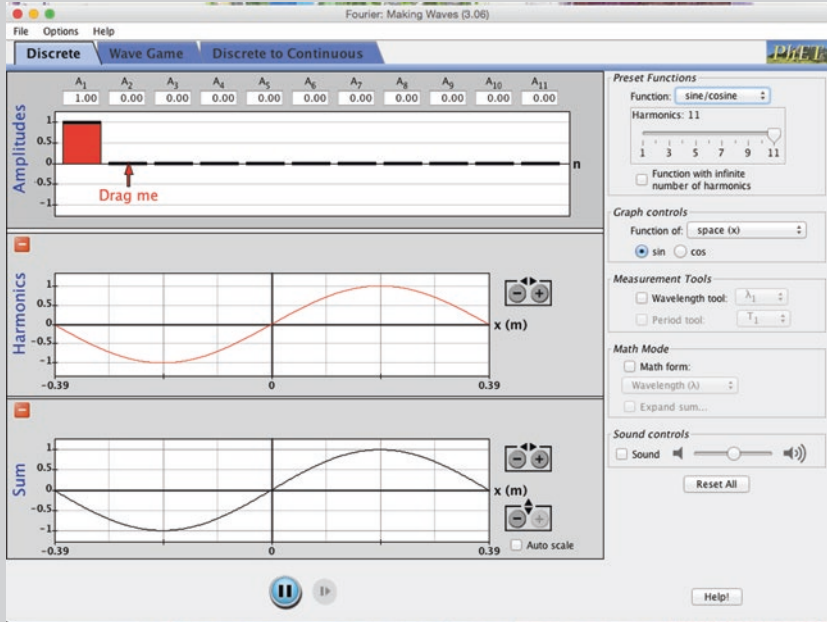 Fourier: Making Waves (3.06)
File Options Help
Discrete Wave Game Discrete to Continuous
PhET
A1 A2 A3 A4 A5 A6 A7 A8 A9 A10 A11
1.00 0.00 0.00 0.00 0.00 0.00 0.00 0.00 0.00 0.00 0.00
Amplitudes
1
0.5
0
-0.5
-1
n
Drag me
Harmonics
1
0.5
0
-0.5
-1
x (m)
-0.39 0 0.39
Sum
1
0.5
0
-0.5
-1
x (m)
-0.39 0 0.39
Auto scale
Preset Functions
Function: sine/cosine
Harmonics: 11
1 3 5 7 9 11
Function with infinite
number of harmonics
Graph controls
Function of: space (x)
sin cos
Measurement Tools
Wavelength tool: λ1
Period tool: T1
Math Mode
Math form:
Wavelength (λ)
Expand sum...
Sound controls
Sound
Reset All
Help!